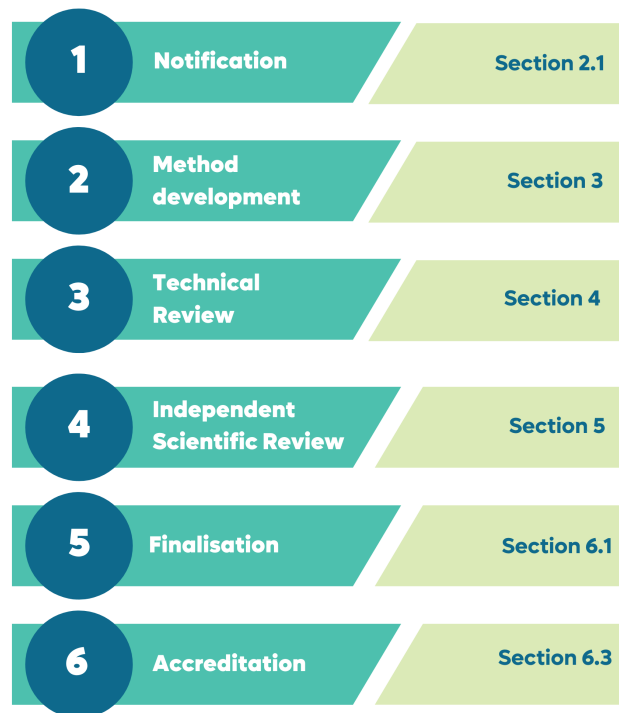 1
Notification
Section 2.1
2
Method
development
Section 3
3
Technical
Review
Section 4
4
Independent
Scientific Review
Section 5
5
Finalisation
Section 6.1
6
Accreditation
Section 6.3